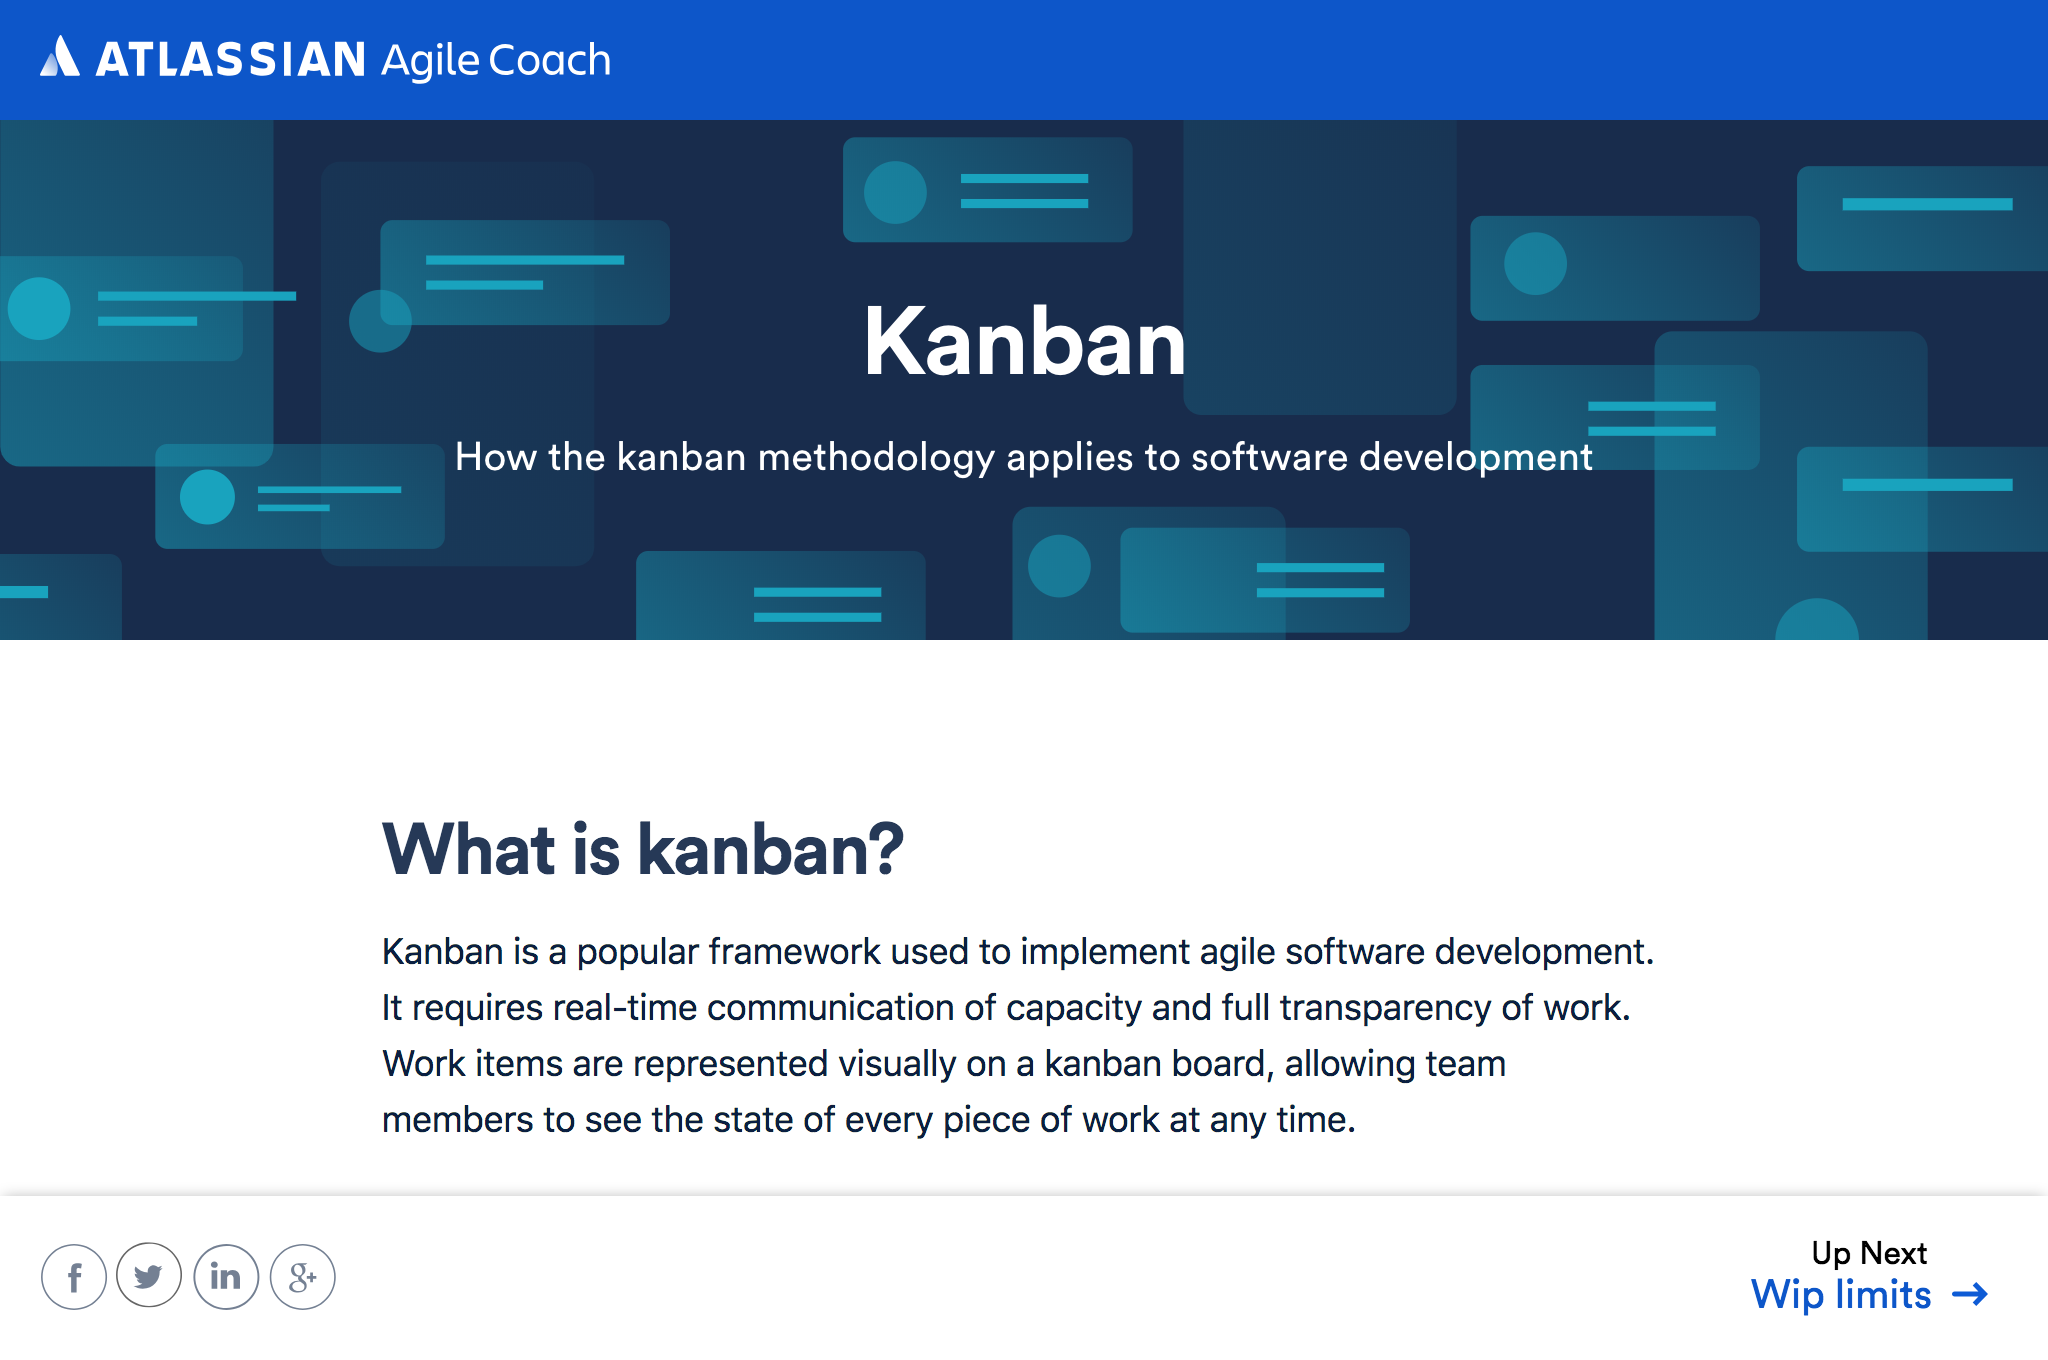 ATLASSIAN Agile Coach
Kanban
How the kanban methodology applies to software development
What is kanban?
Kanban is a popular framework used to implement agile software development.
It requires real-time communication of capacity and full transparency of work.
Work items are represented visually on a kanban board, allowing team
members to see the state of every piece of work at any time.
Up Next
Wip limits